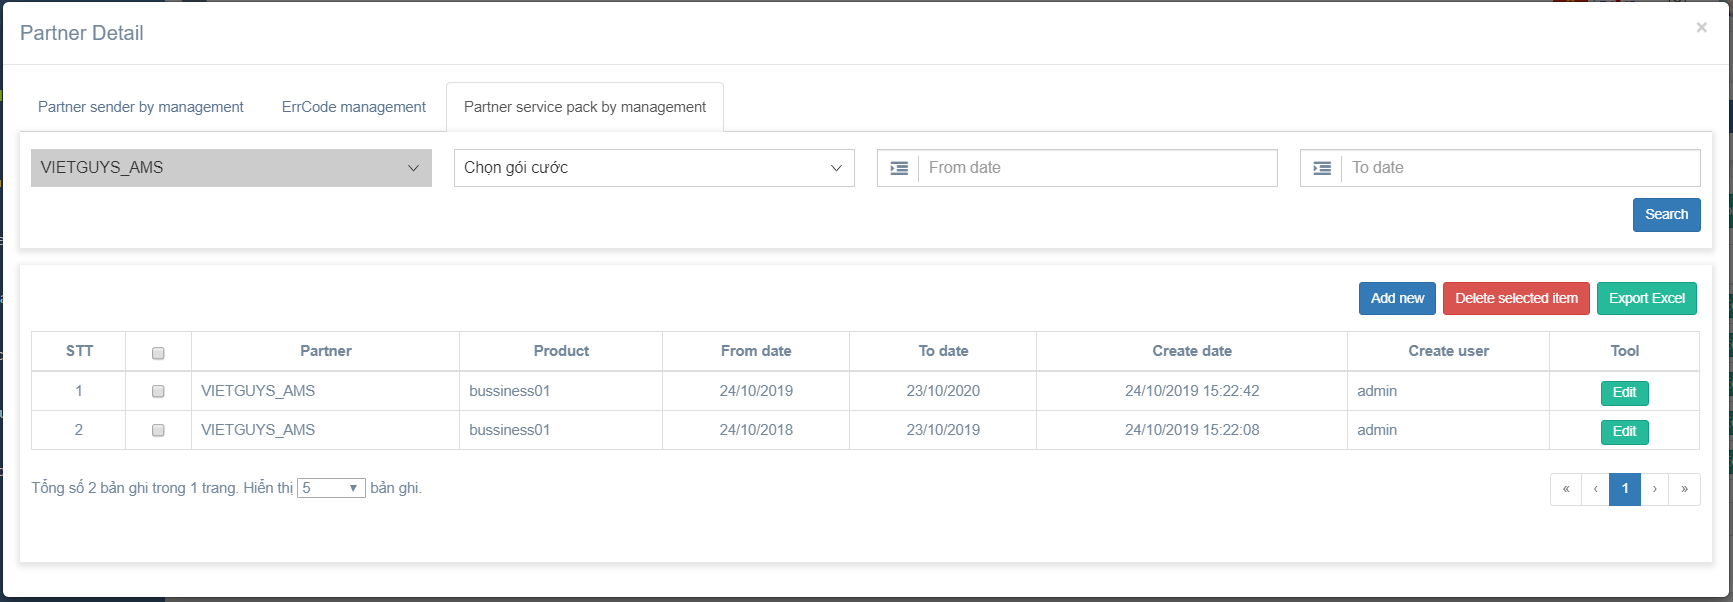 Partner Detail ×
Partner sender by management ErrCode management Partner service pack by management
VIETGUYS_AMS Chọn gói cước From date To date
Search
Add new Delete selected item Export Excel
STT Partner Product From date To date Create date Create user Tool
1 VIETGUYS_AMS bussiness01 24/10/2019 23/10/2020 24/10/2019 15:22:42 admin Edit
2 VIETGUYS_AMS bussiness01 24/10/2018 23/10/2019 24/10/2019 15:22:08 admin Edit
Tổng số 2 bản ghi trong 1 trang. Hiển thị 5 bản ghi. « ‹ 1 › »